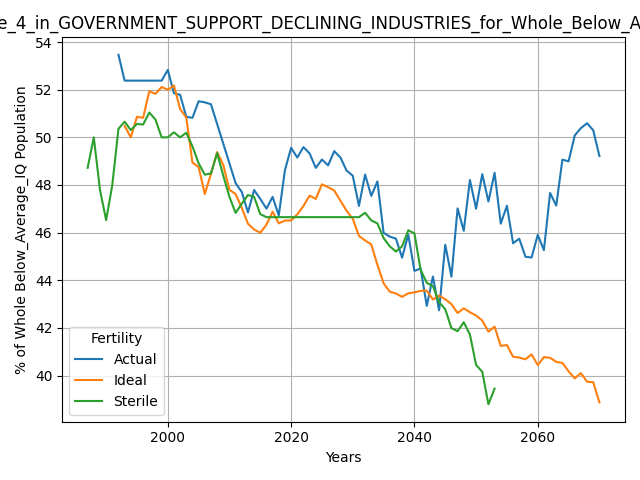 e_4_in_GOVERNMENT_SUPPORT_DECLINING_INDUSTRIES_for_Whole_Below_A
54
52
50
48
46
44
42
40
% of Whole Below_Average_IQ Population
Fertility
Actual
Ideal
Sterile
2000
2020
2040
2060
Years